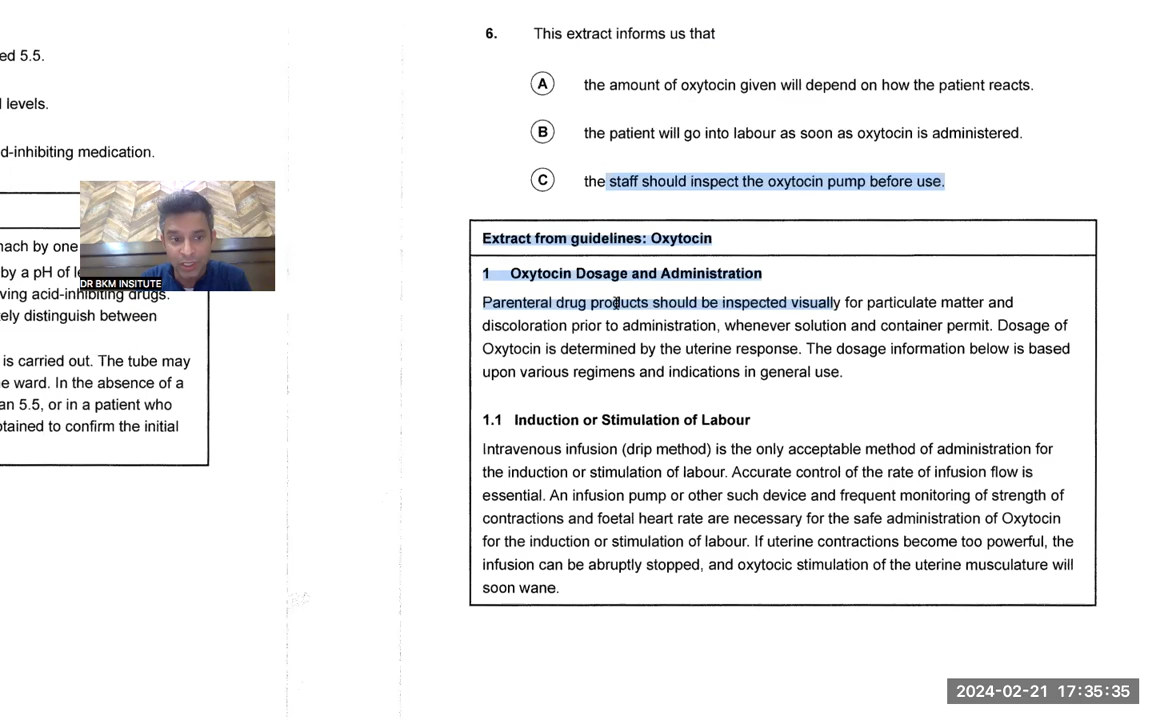 ed 5.5.
l levels.
d-inhibiting medication.
nach by one
by a pH of le
ving acid-inhibiting drugs.
ely distinguish between
is carried out. The tube may
e ward. In the absence of a
an 5.5, or in a patient who
otained to confirm the initial
DR BKM INSITUTE
6. This extract informs us that
A the amount of oxytocin given will depend on how the patient reacts.
B the patient will go into labour as soon as oxytocin is administered.
C the staff should inspect the oxytocin pump before use.
Extract from guidelines: Oxytocin
1 Oxytocin Dosage and Administration
Parenteral drug products should be inspected visually for particulate matter and
discoloration prior to administration, whenever solution and container permit. Dosage of
Oxytocin is determined by the uterine response. The dosage information below is based
upon various regimens and indications in general use.
1.1 Induction or Stimulation of Labour
Intravenous infusion (drip method) is the only acceptable method of administration for
the induction or stimulation of labour. Accurate control of the rate of infusion flow is
essential. An infusion pump or other such device and frequent monitoring of strength of
contractions and foetal heart rate are necessary for the safe administration of Oxytocin
for the induction or stimulation of labour. If uterine contractions become too powerful, the
infusion can be abruptly stopped, and oxytocic stimulation of the uterine musculature will
soon wane.
2024-02-21 17:35:35